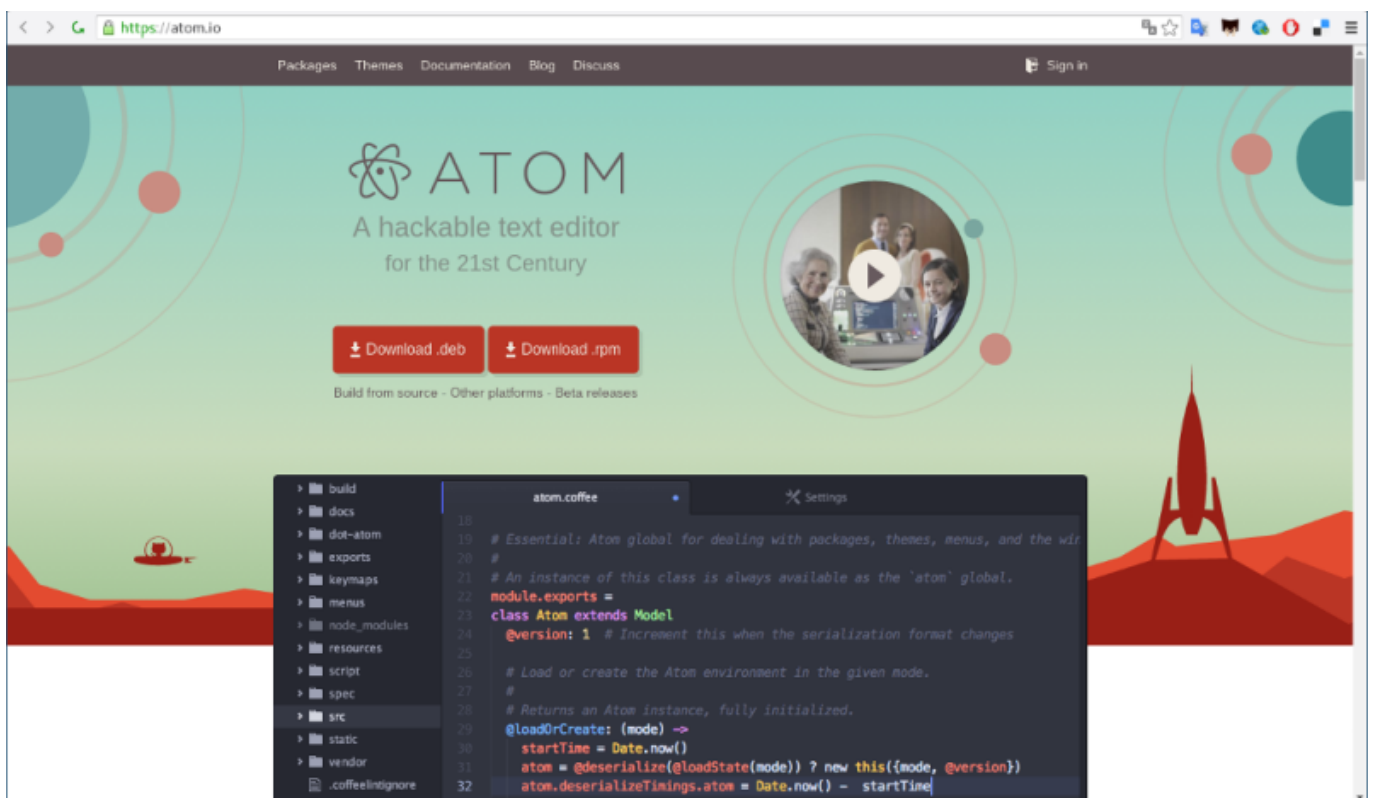 https://atom.io
Packages Themes Documentation Blog Discuss Sign in
ATOM
A hackable text editor
for the 21st Century
Download .deb Download .rpm
Build from source - Other platforms - Beta releases
build
docs
dot-atom
exports
keymaps
menus
node_modules
resources
script
spec
src
static
vendor
.coffeelintignore
atom.coffee Settings
18
19 # Essential: Atom global for dealing with packages, themes, menus, and the win
20 #
21 # An instance of this class is always available as the `atom` global.
22 module.exports =
23 class Atom extends Model
24 @version: 1 # Increment this when the serialization format changes
25
26 # Load or create the Atom environment in the given mode.
27 #
28 # Returns an Atom instance, fully initialized.
29 @loadOrCreate: (mode) ->
30 startTime = Date.now()
31 atom = @deserialize(@loadState(mode)) ? new this({mode, @version})
32 atom.deserializeTimings.atom = Date.now() - startTime